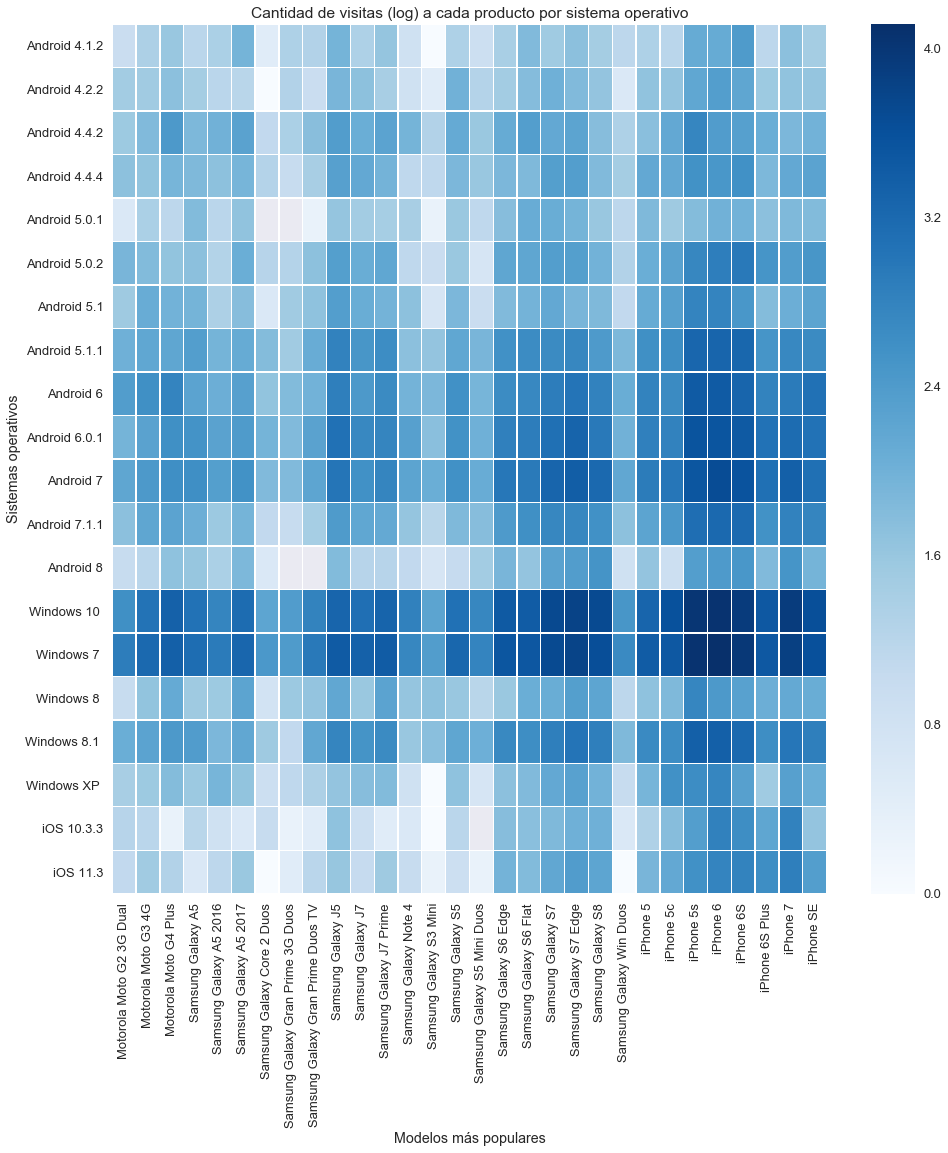 Cantidad de visitas (log) a cada producto por sistema operativo
Sistemas operativos
Android 4.1.2
Android 4.2.2
Android 4.4.2
Android 4.4.4
Android 5.0.1
Android 5.0.2
Android 5.1
Android 5.1.1
Android 6
Android 6.0.1
Android 7
Android 7.1.1
Android 8
Windows 10
Windows 7
Windows 8
Windows 8.1
Windows XP
iOS 10.3.3
iOS 11.3
4.0
3.2
2.4
1.6
0.8
0.0
Motorola Moto G2 3G Dual
Motorola Moto G3 4G
Motorola Moto G4 Plus
Samsung Galaxy A5
Samsung Galaxy A5 2016
Samsung Galaxy A5 2017
Samsung Galaxy Core 2 Duos
Samsung Galaxy Gran Prime 3G Duos
Samsung Galaxy Gran Prime Duos TV
Samsung Galaxy J5
Samsung Galaxy J7
Samsung Galaxy J7 Prime
Samsung Galaxy Note 4
Samsung Galaxy S3 Mini
Samsung Galaxy S5
Samsung Galaxy S5 Mini Duos
Samsung Galaxy S6 Edge
Samsung Galaxy S6 Flat
Samsung Galaxy S7
Samsung Galaxy S7 Edge
Samsung Galaxy S8
Samsung Galaxy Win Duos
iPhone 5
iPhone 5c
iPhone 5s
iPhone 6
iPhone 6S
iPhone 6S Plus
iPhone 7
iPhone SE
Modelos más populares